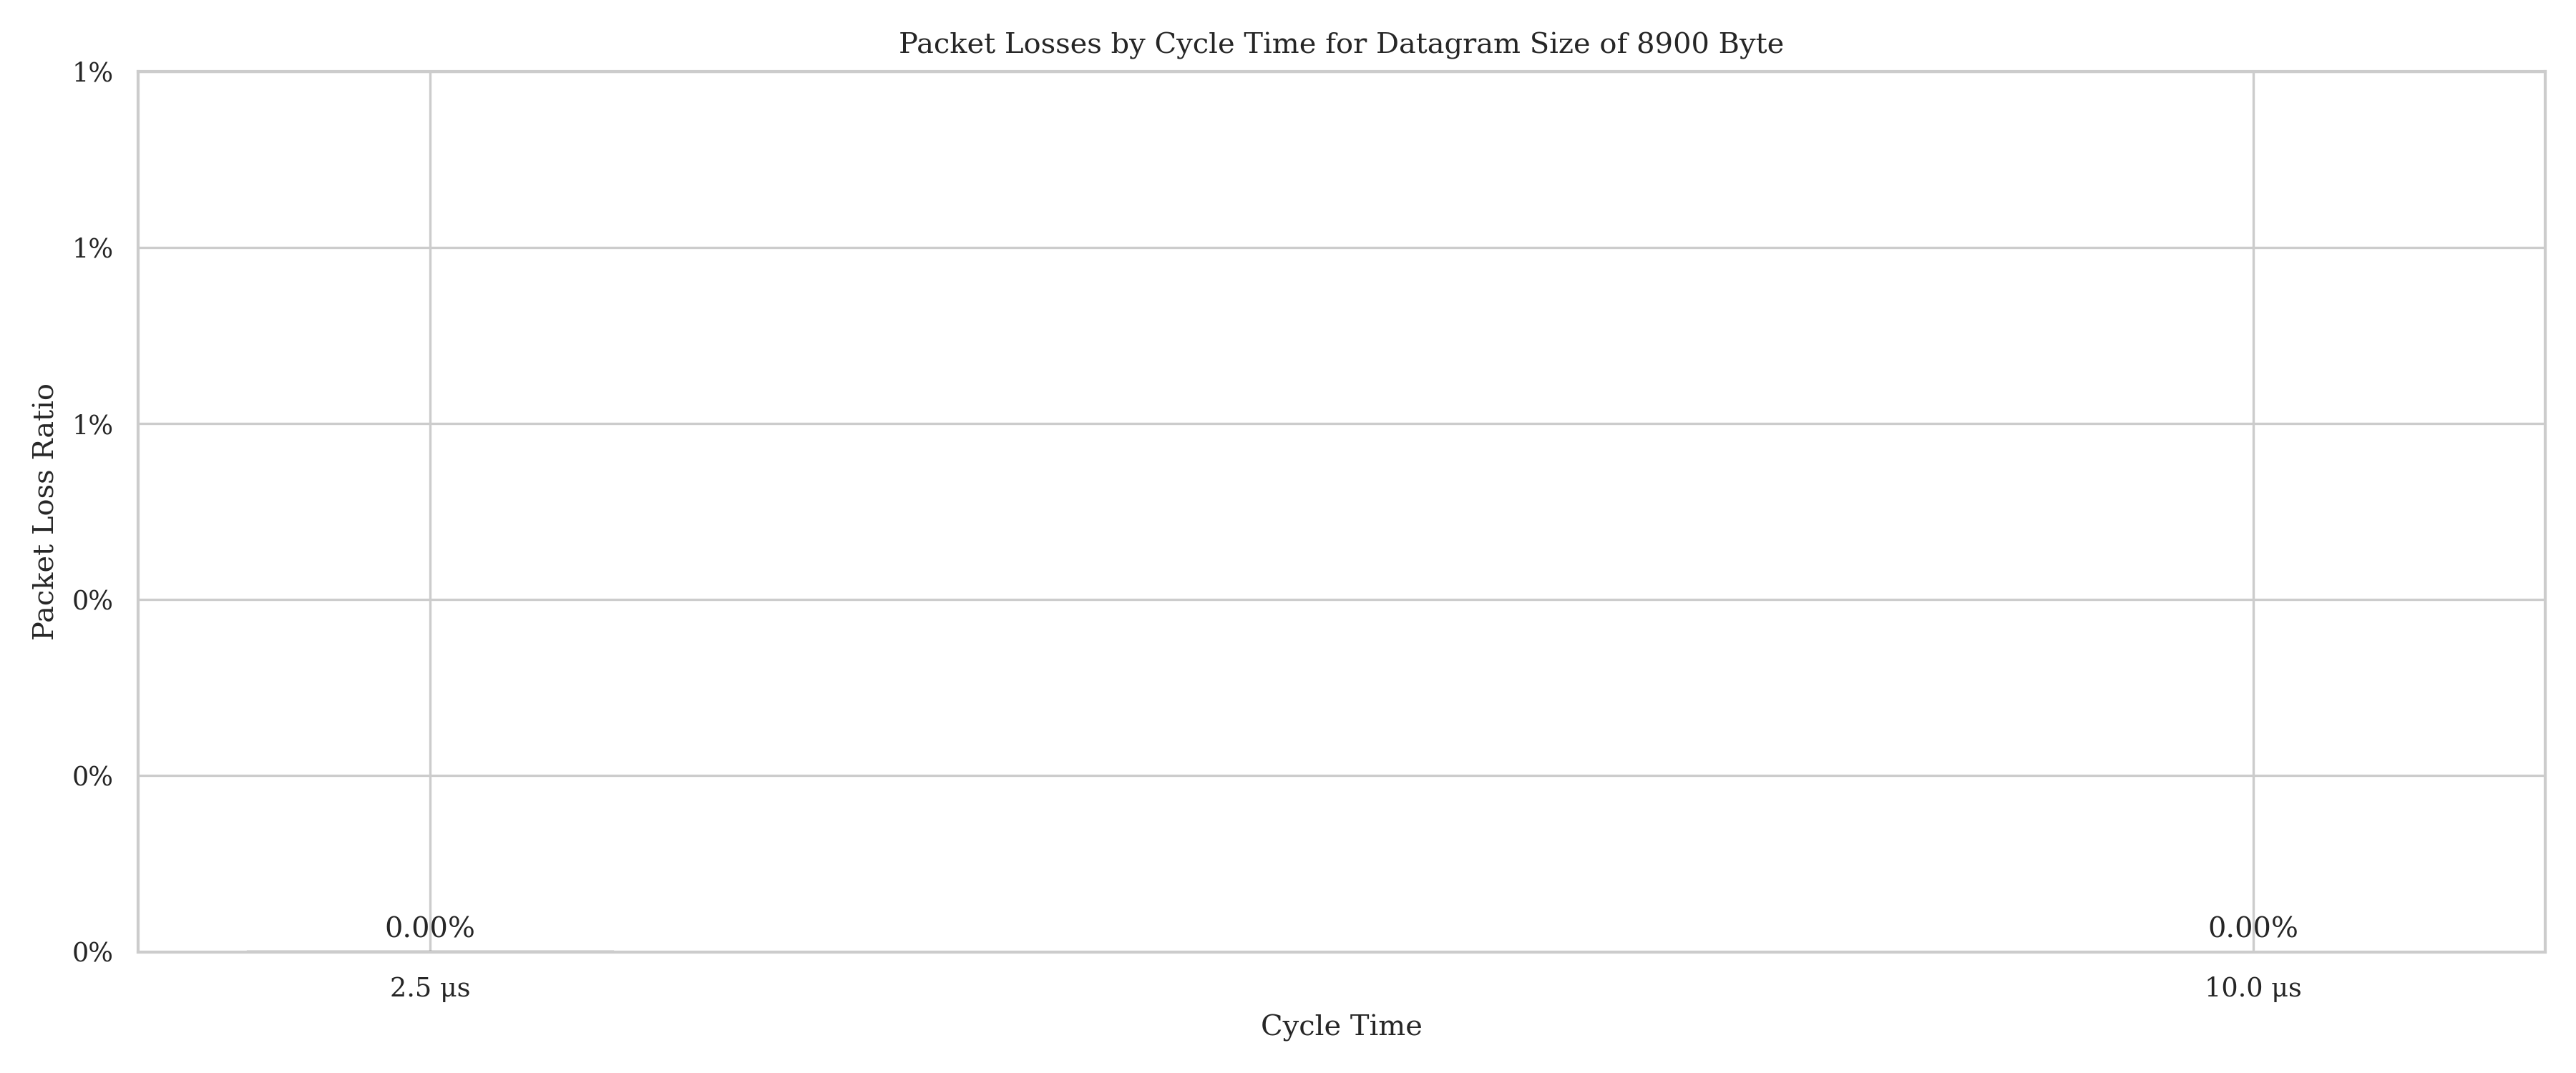 Packet Losses by Cycle Time for Datagram Size of 8900 Byte
1%
1%
1%
0%
0%
0%
Packet Loss Ratio
0.00%
0.00%
2.5 μs
10.0 μs
Cycle Time